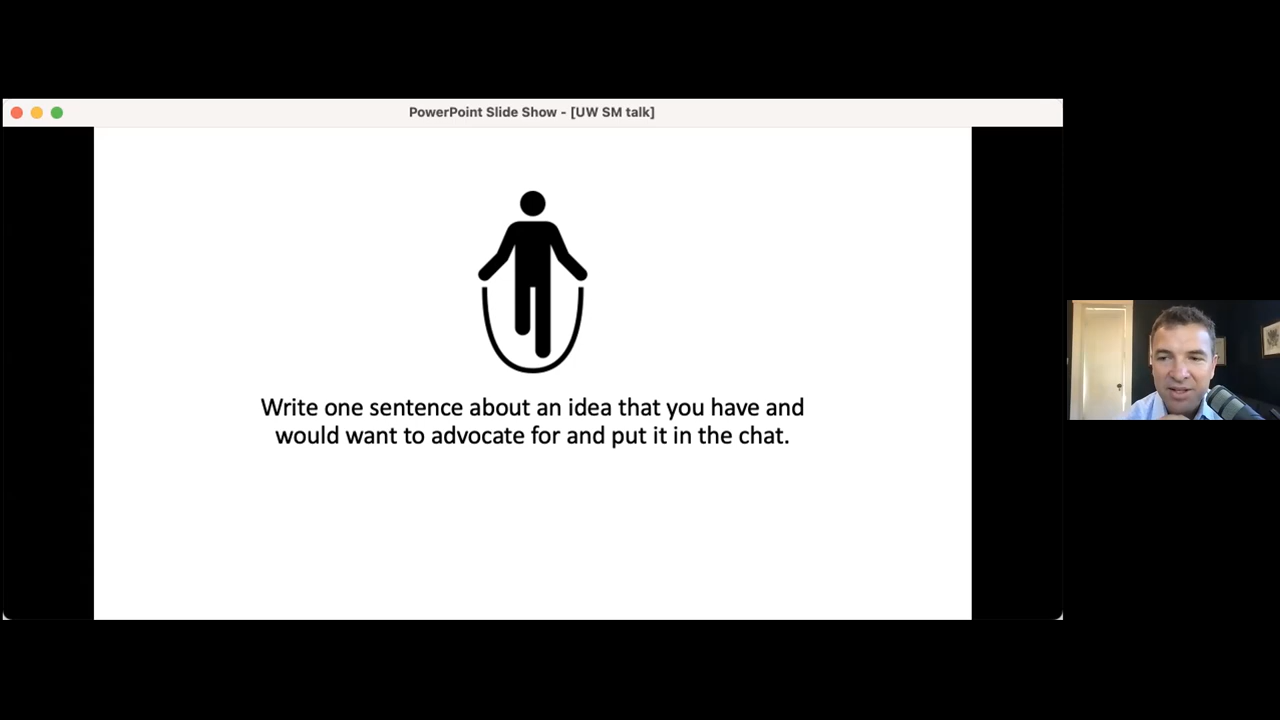 PowerPoint Slide Show - [UW SM talk]
Write one sentence about an idea that you have and
would want to advocate for and put it in the chat.